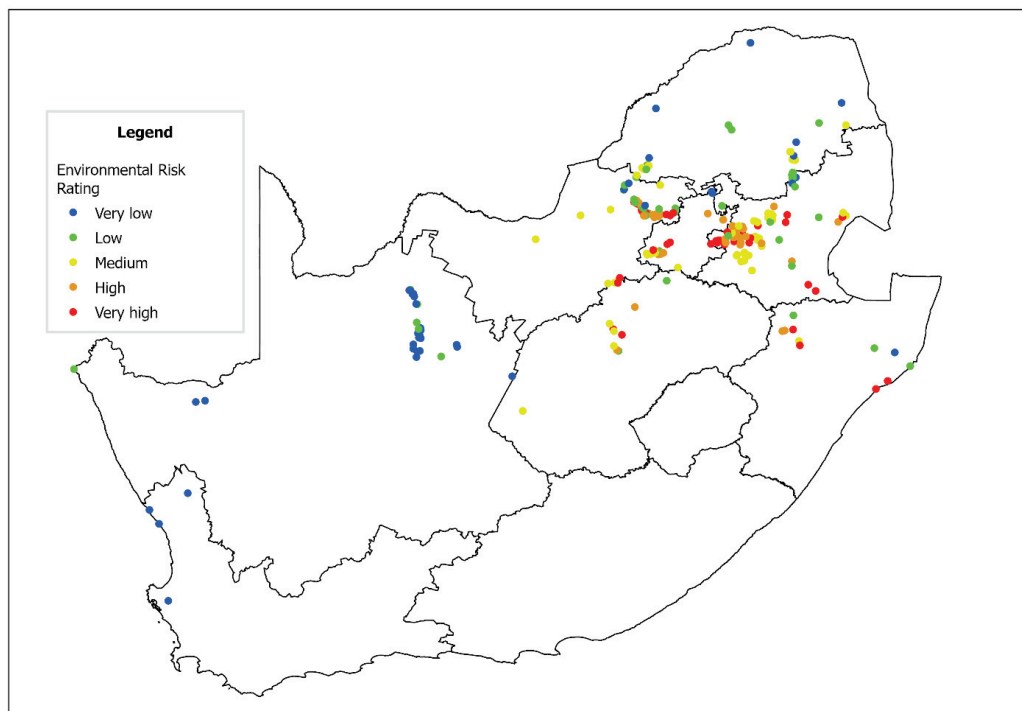 Legend
Environmental Risk
Rating
Very low
Low
Medium
High
Very high